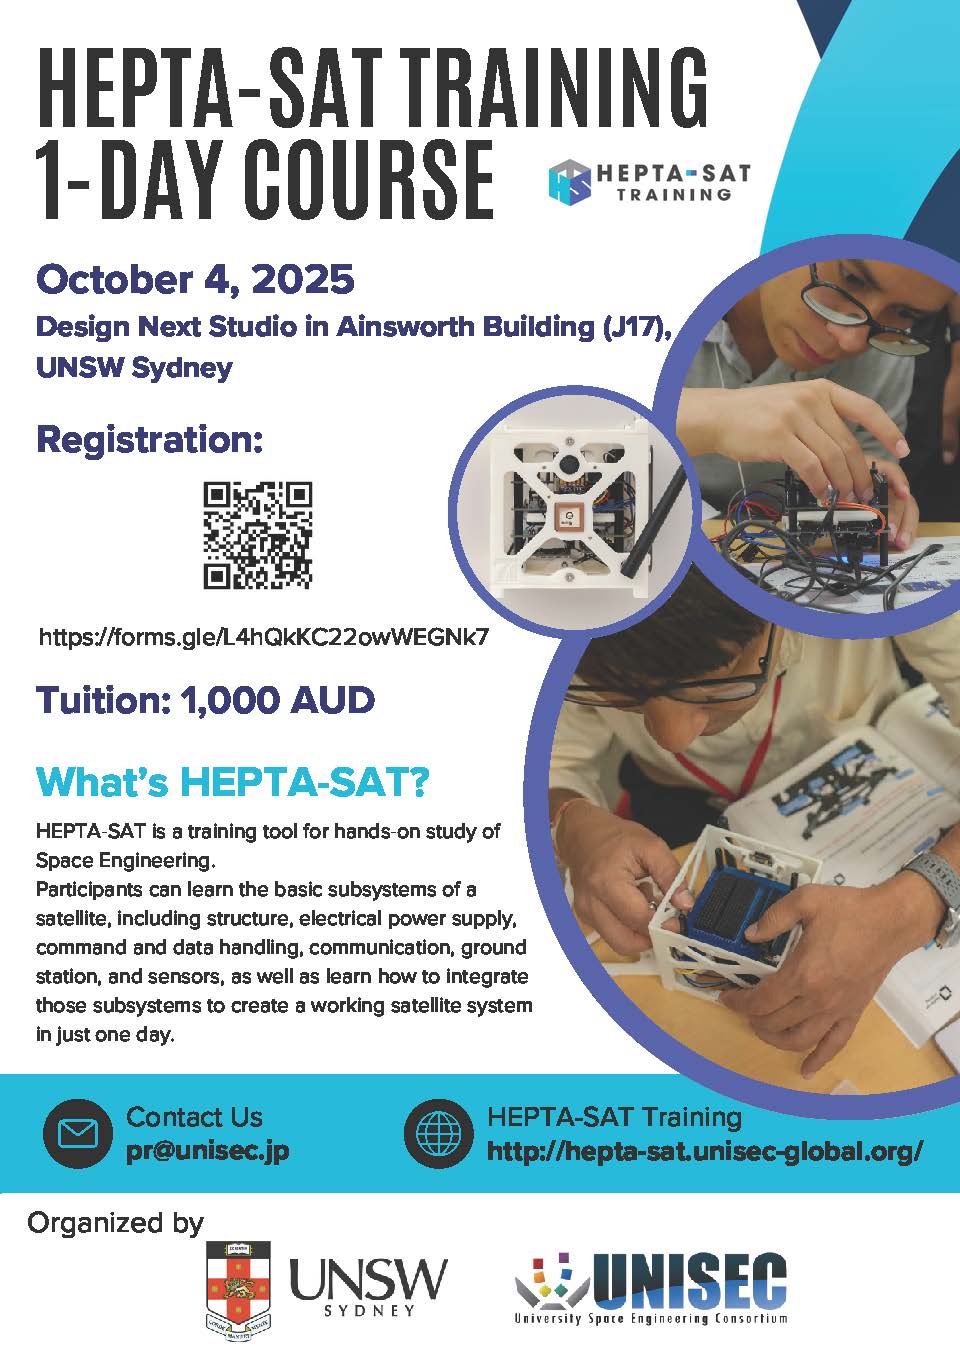 HEPTA-SAT TRAINING
1-DAY COURSE
HS
HEPTA-SAT
TRAINING
October 4, 2025
Design Next Studio in Ainsworth Building (J17),
UNSW Sydney
Registration:
https://forms.gle/L4hQkKC22owWEGNk7
Tuition: 1,000 AUD
What's HEPTA-SAT?
HEPTA-SAT is a training tool for hands-on study of
Space Engineering.
Participants can learn the basic subsystems of a
satellite, including structure, electrical power supply,
command and data handling, communication, ground
station, and sensors, as well as learn how to integrate
those subsystems to create a working satellite system
in just one day.
Contact Us
pr@unisec.jp
HEPTA-SAT Training
http://hepta-sat.unisec-global.org/
Organized by
UNSW
SYDNEY
UNISEC
University Space Engineering Consortium